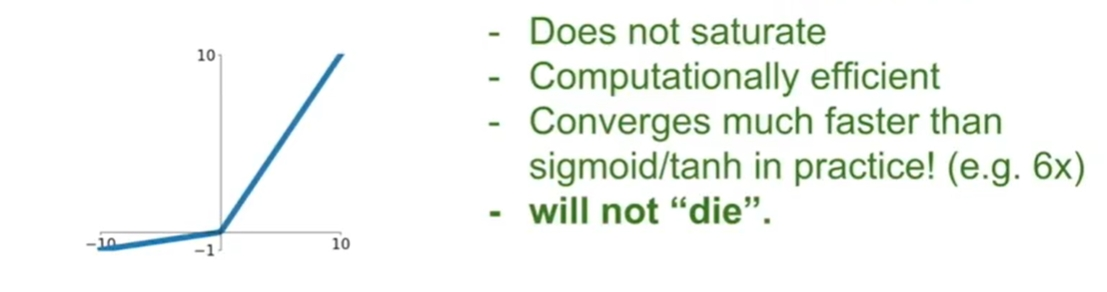 10
-10
-1
10
- Does not saturate
- Computationally efficient
- Converges much faster than
sigmoid/tanh in practice! (e.g. 6x)
- will not “die”.